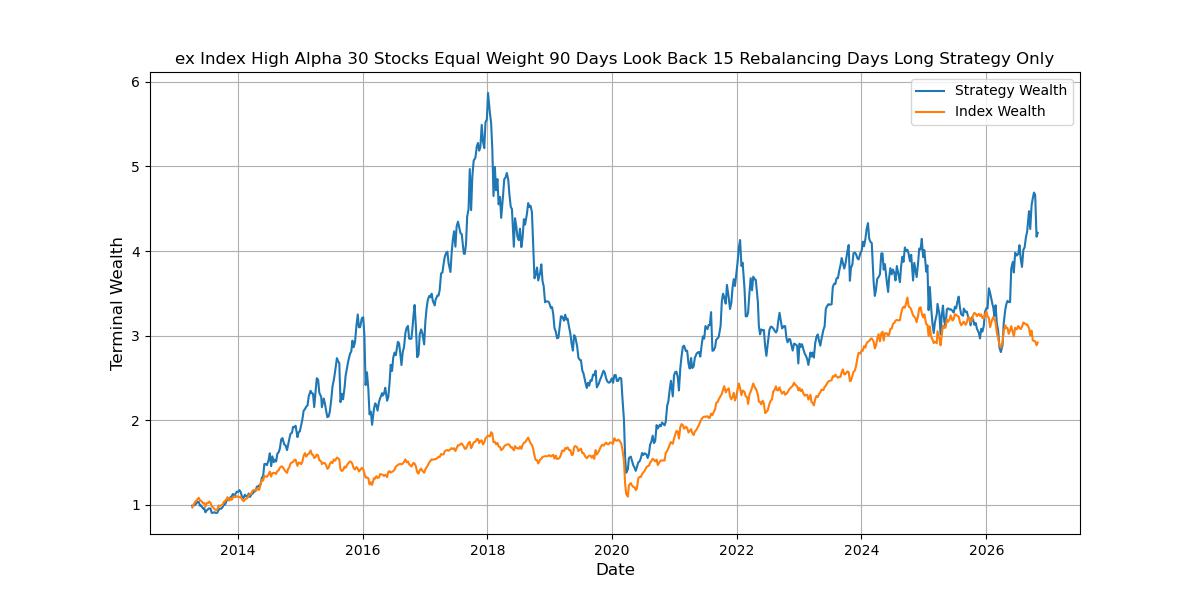 ex Index High Alpha 30 Stocks Equal Weight 90 Days Look Back 15 Rebalancing Days Long Strategy Only
Strategy Wealth
Index Wealth
Terminal Wealth
6
5
4
3
2
1
2014 2016 2018 2020 2022 2024 2026
Date